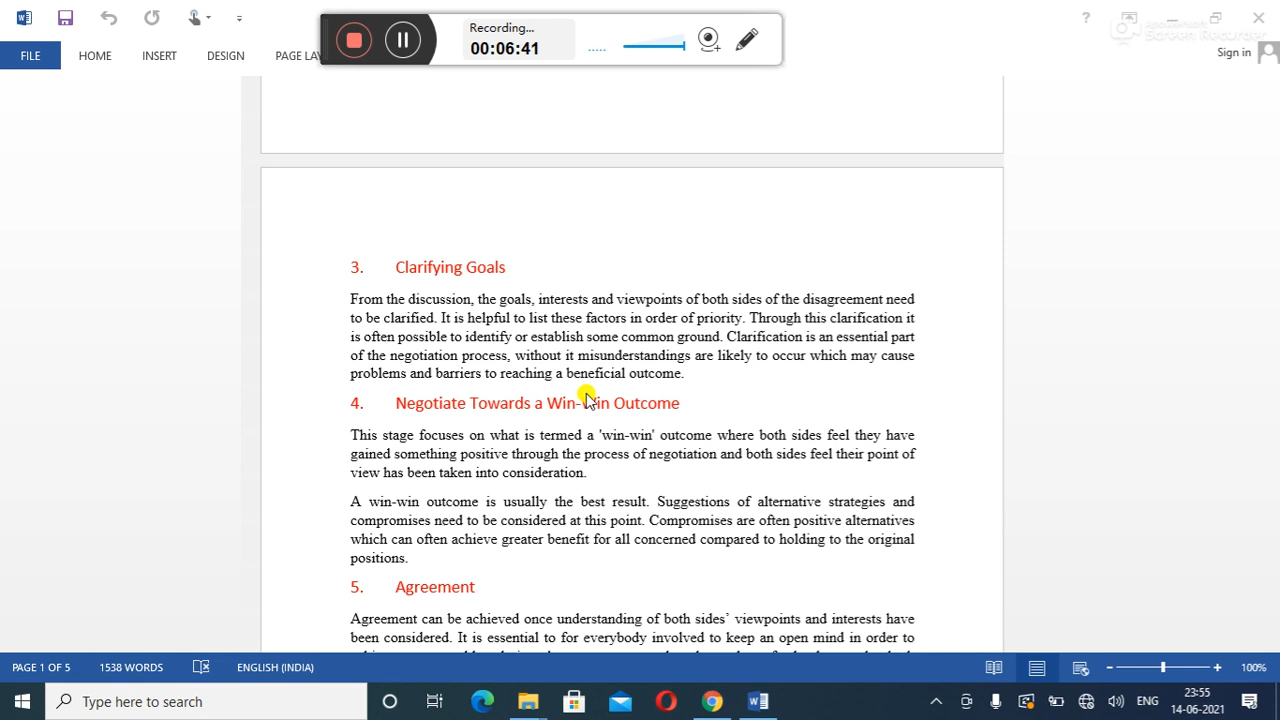 Recording...
00:06:41
Screen Recorder
FILE HOME INSERT DESIGN PAGE LAY
Sign in
3. Clarifying Goals
From the discussion, the goals, interests and viewpoints of both sides of the disagreement need
to be clarified. It is helpful to list these factors in order of priority. Through this clarification it
is often possible to identify or establish some common ground. Clarification is an essential part
of the negotiation process, without it misunderstandings are likely to occur which may cause
problems and barriers to reaching a beneficial outcome.
4. Negotiate Towards a Win-Win Outcome
This stage focuses on what is termed a 'win-win' outcome where both sides feel they have
gained something positive through the process of negotiation and both sides feel their point of
view has been taken into consideration.
A win-win outcome is usually the best result. Suggestions of alternative strategies and
compromises need to be considered at this point. Compromises are often positive alternatives
which can often achieve greater benefit for all concerned compared to holding to the original
positions.
5. Agreement
Agreement can be achieved once understanding of both sides’ viewpoints and interests have
been considered. It is essential to for everybody involved to keep an open mind in order to
PAGE 1 OF 5 1538 WORDS ENGLISH (INDIA) 100%
Type here to search
ENG
23:55
14-06-2021